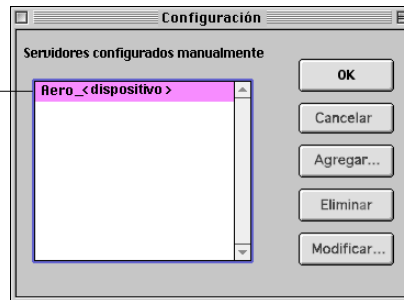 Configuración
Servidores configurados manualmente
Aero_<dispositivo>
OK
Cancelar
Agregar...
Eliminar
Modificar...